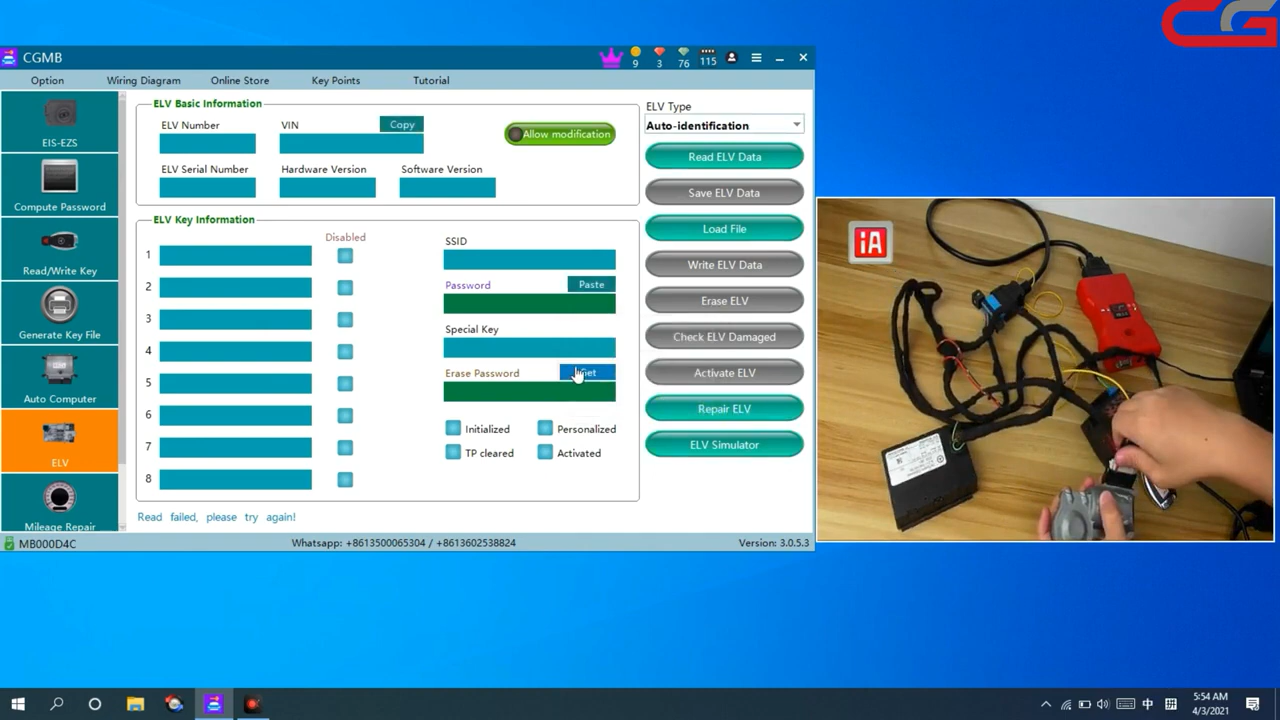 CG
CGMB
9
3
76
115
Option
Wiring Diagram
Online Store
Key Points
Tutorial
EIS-EZS
Compute Password
Read/Write Key
Generate Key File
Auto Computer
ELV
Mileage Repair
ELV Basic Information
ELV Number
VIN
Copy
Allow modification
ELV Serial Number
Hardware Version
Software Version
ELV Key Information
Disabled
1
2
3
4
5
6
7
8
SSID
Password
Paste
Special Key
Erase Password
Initialized
Personalized
TP cleared
Activated
Read failed, please try again!
ELV Type
Auto-identification
Read ELV Data
Save ELV Data
Load File
Write ELV Data
Erase ELV
Check ELV Damaged
Activate ELV
Repair ELV
ELV Simulator
MB000D4C
Whatsapp: +8613500065304 / +8613602538824
Version: 3.0.5.3
iA
中
拼
5:54 AM
4/3/2021